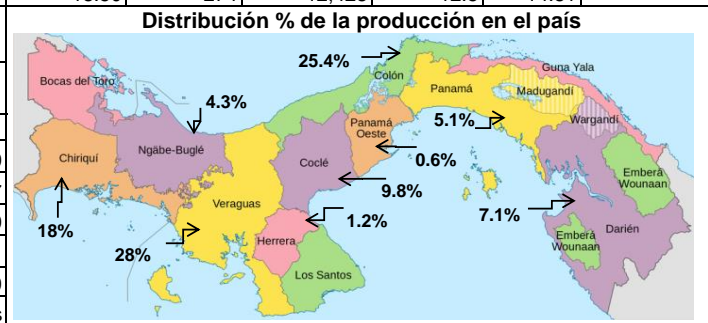 Distribución % de la producción en el país
25.4%
Colón
Guna Yala
Bocas del Toro
Panamá
Madugandí
4.3%
5.1%
Wargandí
Panamá
Oeste
Chiriquí
Ngäbe-Buglé
Coclé
0.6%
Emberá
Wounaan
Veraguas
9.8%
18%
28%
1.2%
7.1%
Herrera
Emberá
Wounaan
Darién
Los Santos